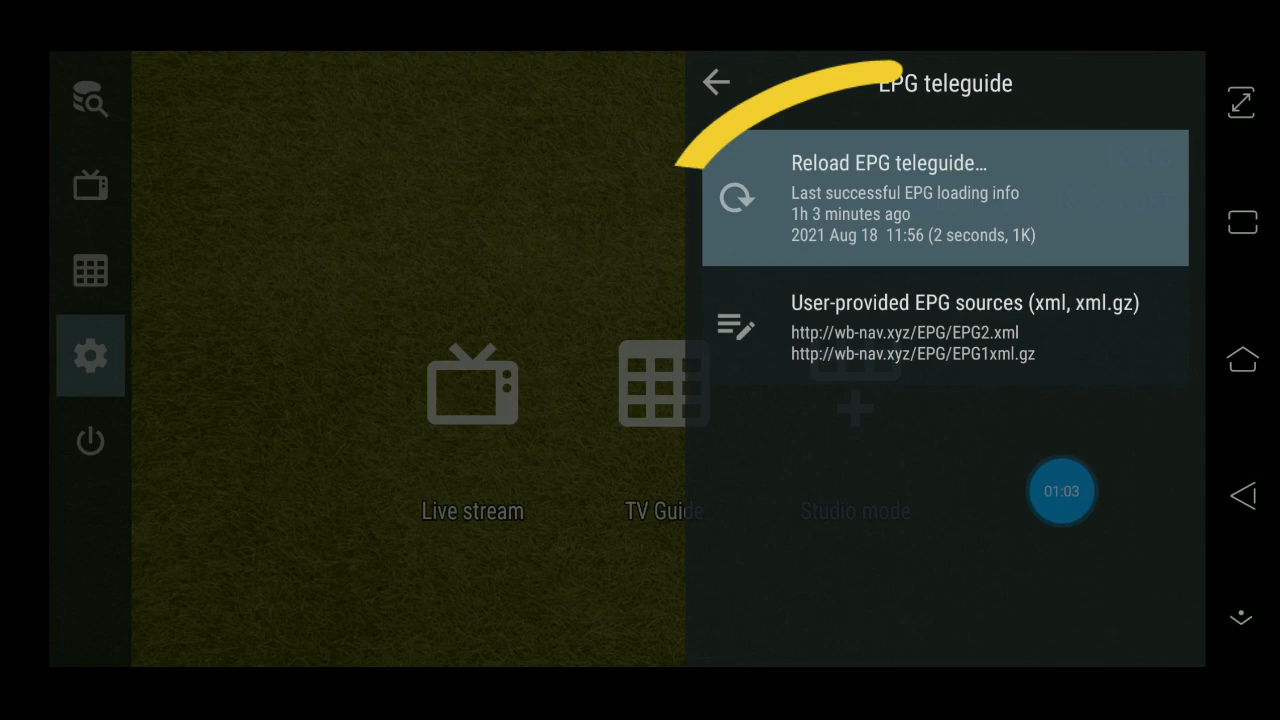 EPG teleguide
Reload EPG teleguide…
Last successful EPG loading info
1h 3 minutes ago
2021 Aug 18 11:56 (2 seconds, 1K)
User-provided EPG sources (xml, xml.gz)
http://wb-nav.xyz/EPG/EPG2.xml
http://wb-nav.xyz/EPG/EPG1xml.gz
01:03
Live stream
TV Guide
Studio mode